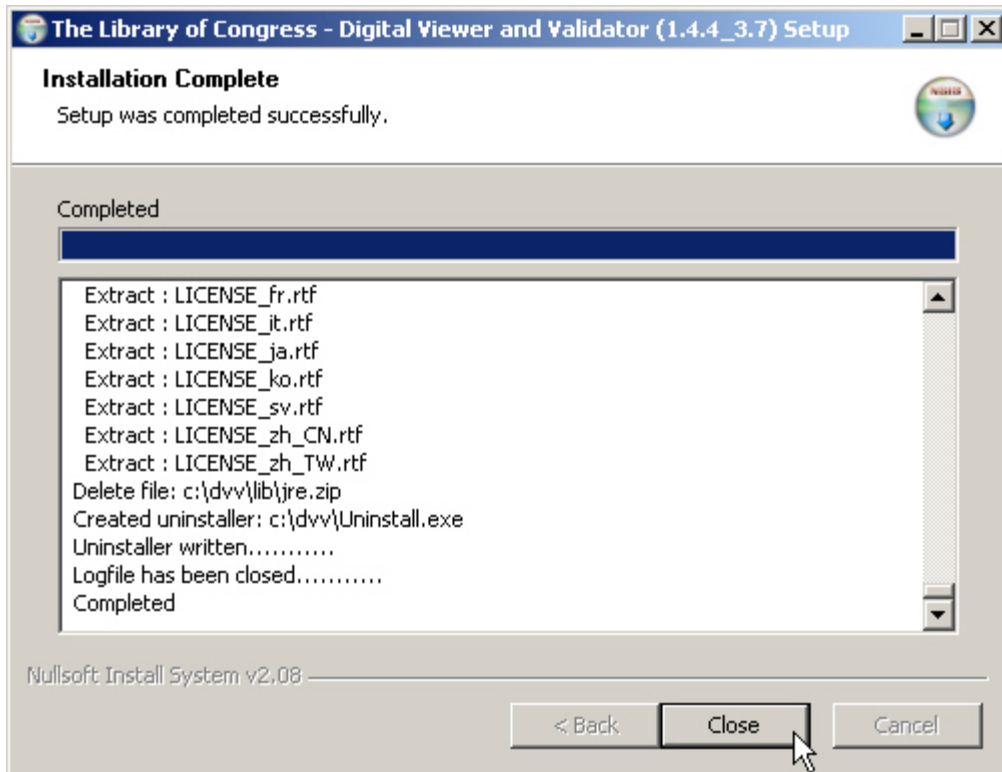 The Library of Congress - Digital Viewer and Validator (1.4.4_3.7) Setup
Installation Complete
Setup was completed successfully.
Completed
Extract : LICENSE_fr.rtf
Extract : LICENSE_it.rtf
Extract : LICENSE_ja.rtf
Extract : LICENSE_ko.rtf
Extract : LICENSE_sv.rtf
Extract : LICENSE_zh_CN.rtf
Extract : LICENSE_zh_TW.rtf
Delete file: c:\dvv\lib\jre.zip
Created uninstaller: c:\dvv\Uninstall.exe
Uninstaller written...........
Logfile has been closed...........
Completed
Nullsoft Install System v2.08
< Back Close Cancel